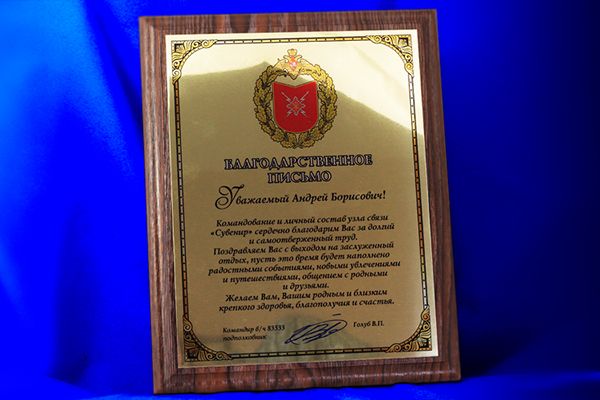 БЛАГОДАРСТВЕННОЕ
ПИСЬМО
Уважаемый Андрей Борисович!
Командование и личный состав узла связи
«Сувенир» сердечно благодарим Вас за долгий
и самоотверженный труд.
Поздравляем Вас с выходом на заслуженный
отдых, пусть это время будет наполнено
радостными событиями, новыми увлечениями
и путешествиями, общением с родными
и друзьями.
Желаем Вам, Вашим родным и близким
крепкого здоровья, благополучия и счастья.
Командир в/ч 83533
подполковник
Голуб В.П.